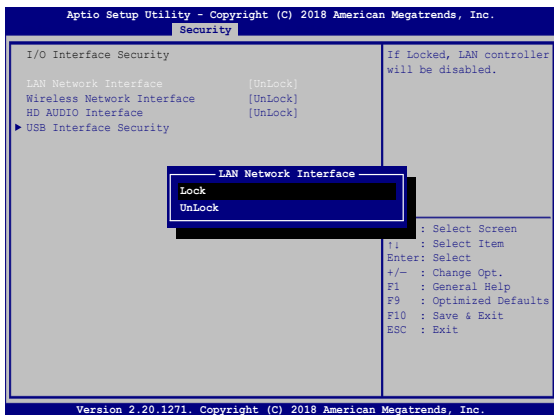 Aptio Setup Utility - Copyright (C) 2018 American Megatrends, Inc.
Security
I/O Interface Security
LAN Network Interface [UnLock]
Wireless Network Interface [UnLock]
HD AUDIO Interface [UnLock]
► USB Interface Security
If Locked, LAN controller
will be disabled.
LAN Network Interface
Lock
UnLock
: Select Screen
↑↓ : Select Item
Enter: Select
+/— : Change Opt.
F1 : General Help
F9 : Optimized Defaults
F10 : Save & Exit
ESC : Exit
Version 2.20.1271. Copyright (C) 2018 American Megatrends, Inc.